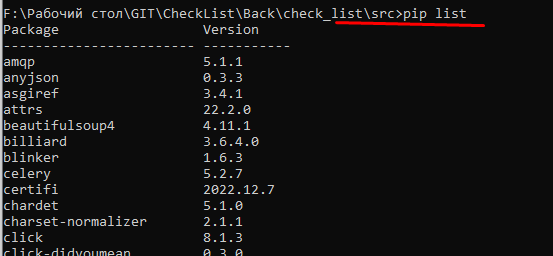 F:\Рабочий стол\GIT\CheckList\Back\check_list\src>pip list
Package                 Version
----------------------- -----------
amqp                    5.1.1
anyjson                 0.3.3
asgiref                 3.4.1
attrs                   22.2.0
beautifulsoup4          4.11.1
billiard                3.6.4.0
blinker                 1.6.3
celery                  5.2.7
certifi                 2022.12.7
chardet                 5.1.0
charset-normalizer      2.1.1
click                   8.1.3
click-didyoumean        0.3.0